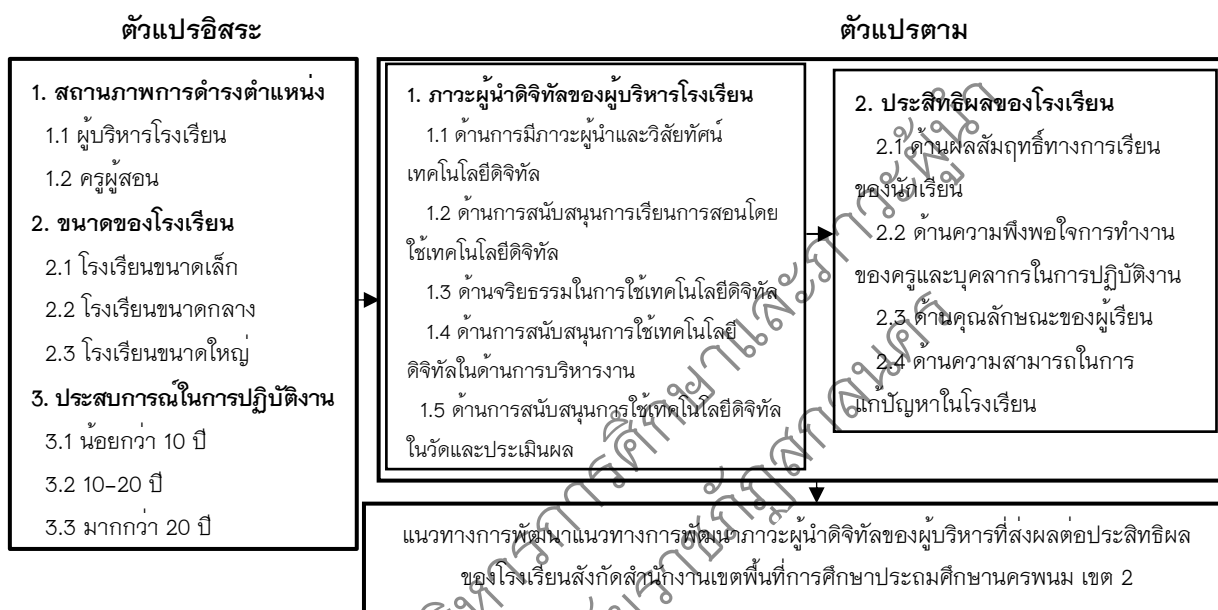 ตัวแปรอิสระ
ตัวแปรตาม
1. สถานภาพการดำรงตำแหน่ง
1.1 ผู้บริหารโรงเรียน
1.2 ครูผู้สอน
2. ขนาดของโรงเรียน
2.1 โรงเรียนขนาดเล็ก
2.2 โรงเรียนขนาดกลาง
2.3 โรงเรียนขนาดใหญ่
3. ประสบการณ์ในการปฏิบัติงาน
3.1 น้อยกว่า 10 ปี
3.2 10–20 ปี
3.3 มากกว่า 20 ปี
1. ภาวะผู้นำดิจิทัลของผู้บริหารโรงเรียน
1.1 ด้านการมีภาวะผู้นำและวิสัยทัศน์
เทคโนโลยีดิจิทัล
1.2 ด้านการสนับสนุนการเรียนการสอนโดย
ใช้เทคโนโลยีดิจิทัล
1.3 ด้านจริยธรรมในการใช้เทคโนโลยีดิจิทัล
1.4 ด้านการสนับสนุนการใช้เทคโนโลยี
ดิจิทัลในด้านการบริหารงาน
1.5 ด้านการสนับสนุนการใช้เทคโนโลยีดิจิทัล
ในวัดและประเมินผล
2. ประสิทธิผลของโรงเรียน
2.1 ด้านผลสัมฤทธิ์ทางการเรียน
ของนักเรียน
2.2 ด้านความพึงพอใจการทำงาน
ของครูและบุคลากรในการปฏิบัติงาน
2.3 ด้านคุณลักษณะของผู้เรียน
2.4 ด้านความสามารถในการ
แก้ปัญหาในโรงเรียน
แนวทางการพัฒนาแนวทางการพัฒนาภาวะผู้นำดิจิทัลของผู้บริหารที่ส่งผลต่อประสิทธิผล
ของโรงเรียนสังกัดสำนักงานเขตพื้นที่การศึกษาประถมศึกษานครพนม เขต 2